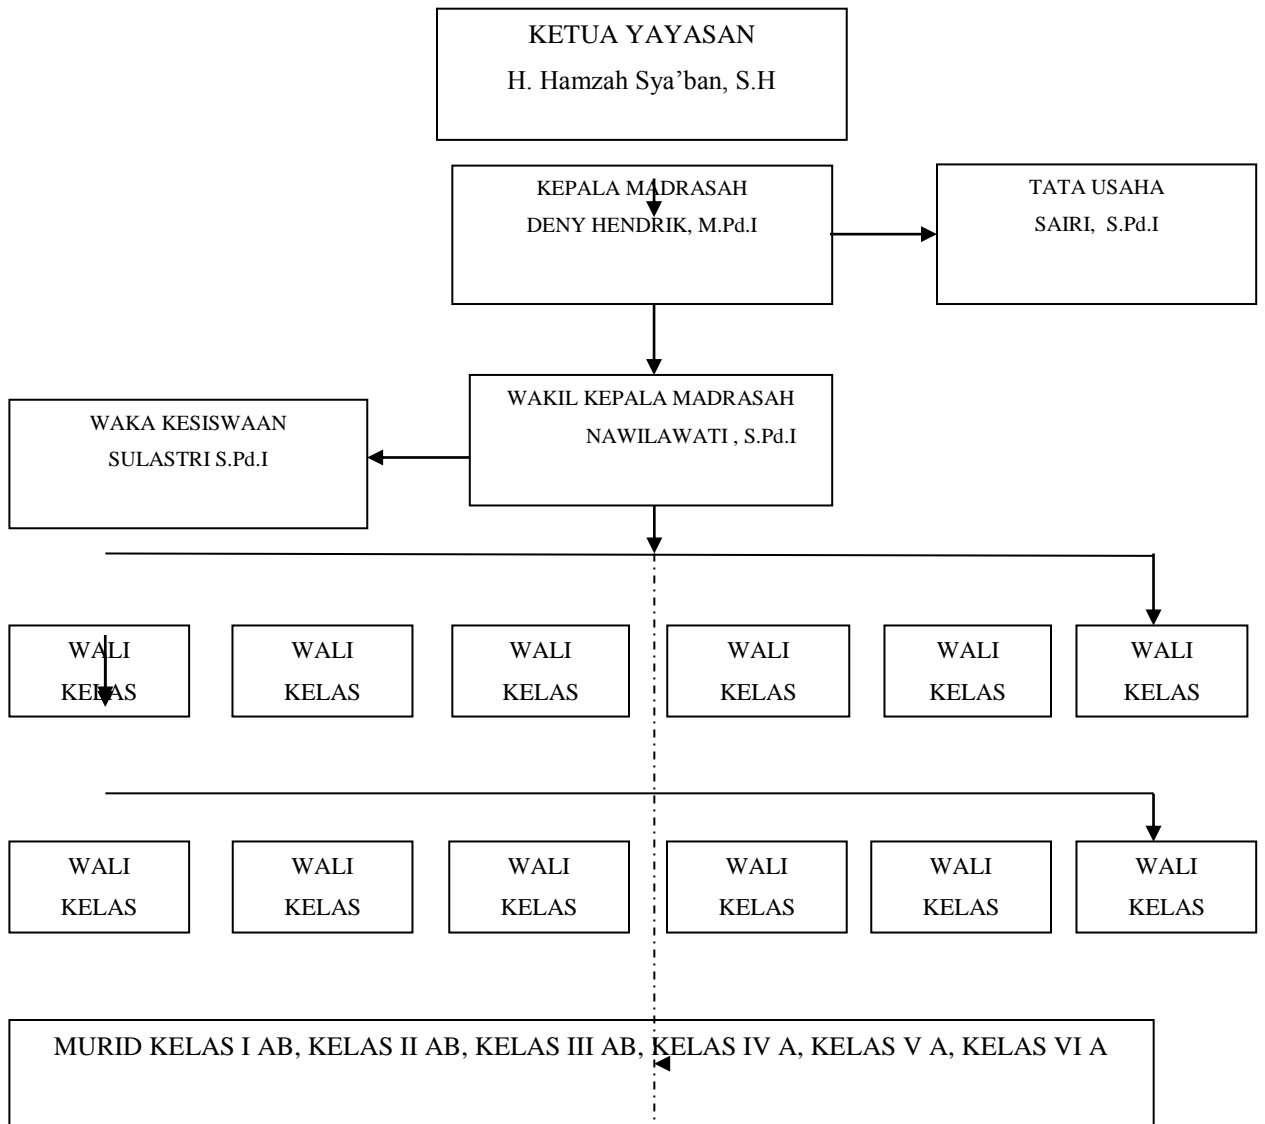 KETUA YAYASAN
H. Hamzah Sya’ban, S.H
KEPALA MADRASAH
DENY HENDRIK, M.Pd.I
TATA USAHA
SAIRI,  S.Pd.I
WAKIL KEPALA MADRASAH
NAWILAWATI , S.Pd.I
WAKA KESISWAAN
SULASTRI S.Pd.I
WALI
KELAS
WALI
KELAS
WALI
KELAS
WALI
KELAS
WALI
KELAS
WALI
KELAS
WALI
KELAS
WALI
KELAS
WALI
KELAS
WALI
KELAS
WALI
KELAS
WALI
KELAS
MURID KELAS I AB, KELAS II AB, KELAS III AB, KELAS IV A, KELAS V A, KELAS VI A